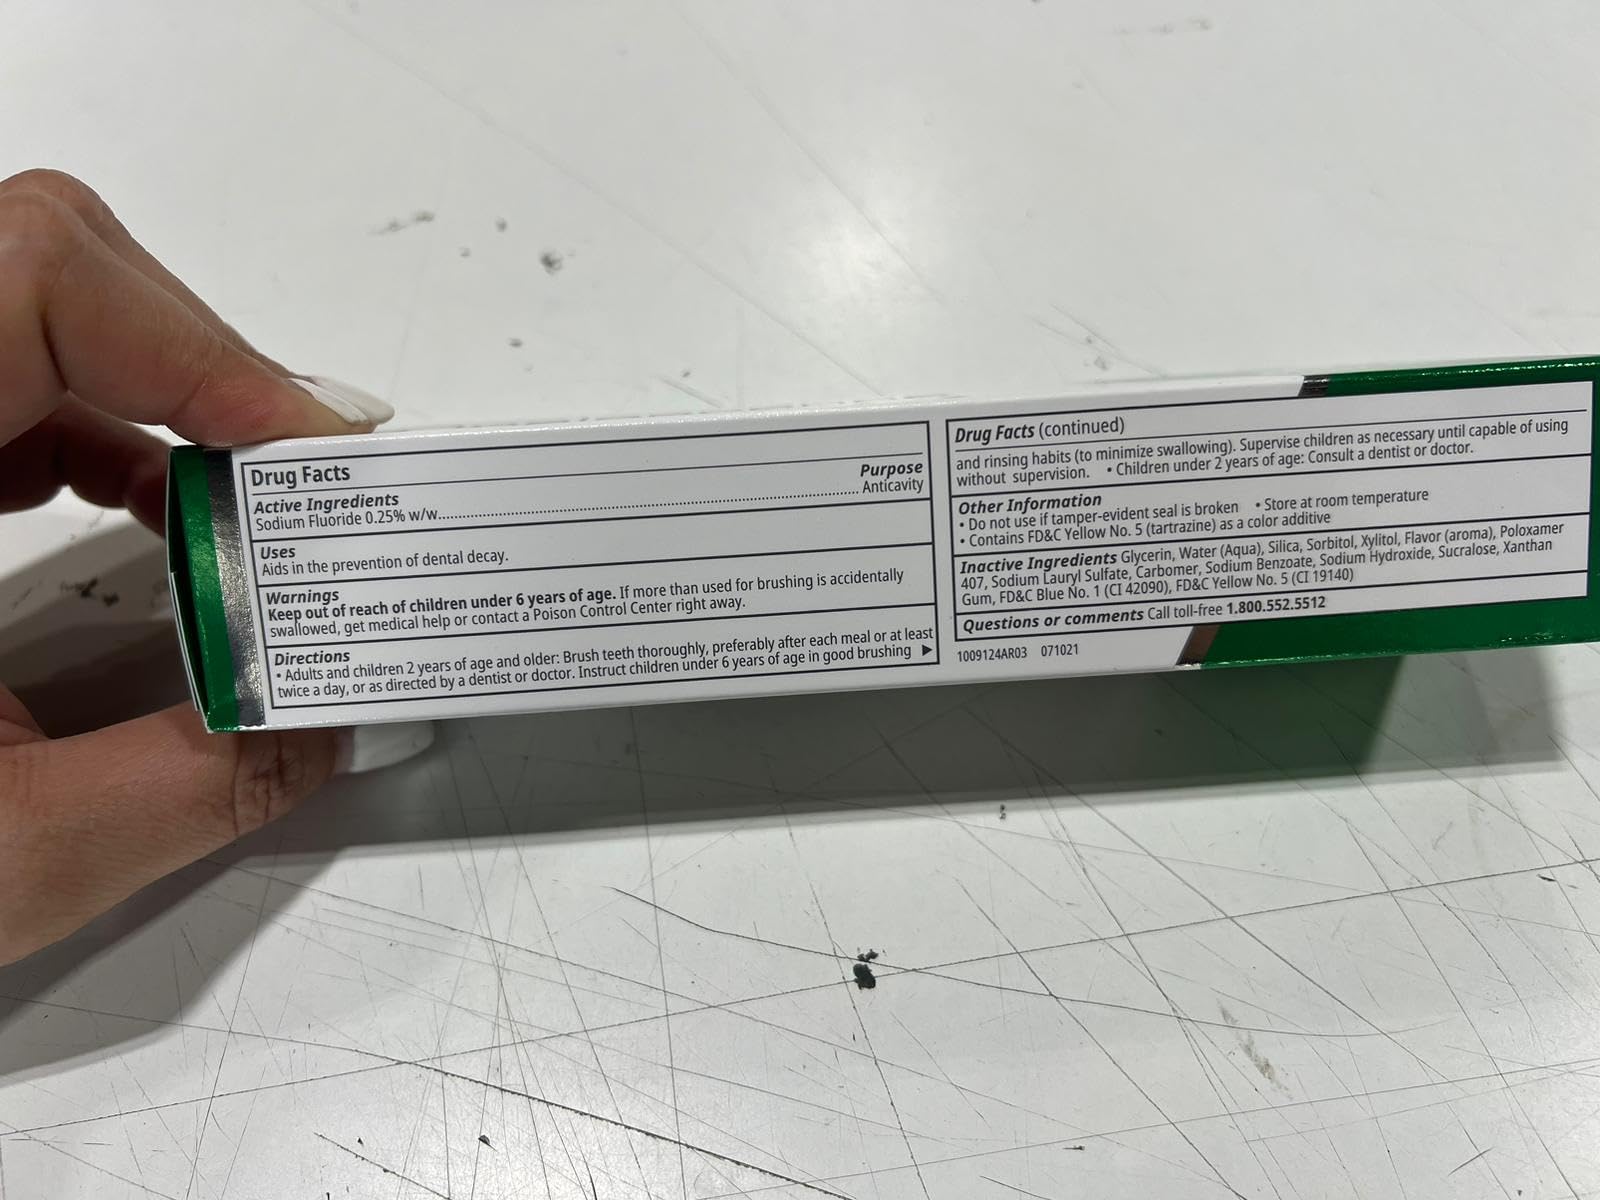 Drug Facts
Active Ingredients Purpose
Sodium Fluoride 0.25% w/w........................................................................................ Anticavity
Uses
Aids in the prevention of dental decay.
Warnings
Keep out of reach of children under 6 years of age. If more than used for brushing is accidentally
swallowed, get medical help or contact a Poison Control Center right away.
Directions
• Adults and children 2 years of age and older: Brush teeth thoroughly, preferably after each meal or at least
twice a day, or as directed by a dentist or doctor. Instruct children under 6 years of age in good brushing ▶
Drug Facts (continued)
and rinsing habits (to minimize swallowing). Supervise children as necessary until capable of using
without supervision. • Children under 2 years of age: Consult a dentist or doctor.
Other Information
• Do not use if tamper-evident seal is broken • Store at room temperature
• Contains FD&C Yellow No. 5 (tartrazine) as a color additive
Inactive Ingredients Glycerin, Water (Aqua), Silica, Sorbitol, Xylitol, Flavor (aroma), Poloxamer
407, Sodium Lauryl Sulfate, Carbomer, Sodium Benzoate, Sodium Hydroxide, Sucralose, Xanthan
Gum, FD&C Blue No. 1 (CI 42090), FD&C Yellow No. 5 (CI 19140)
Questions or comments Call toll-free 1.800.552.5512
1009124AR03 071021